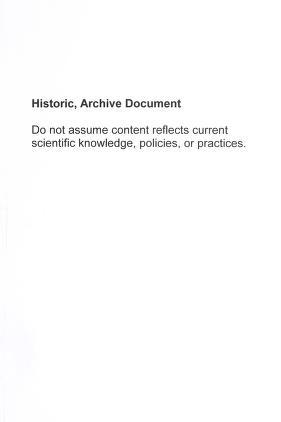 Historic, Archive Document
Do not assume content reflects current
scientific knowledge, policies, or practices.